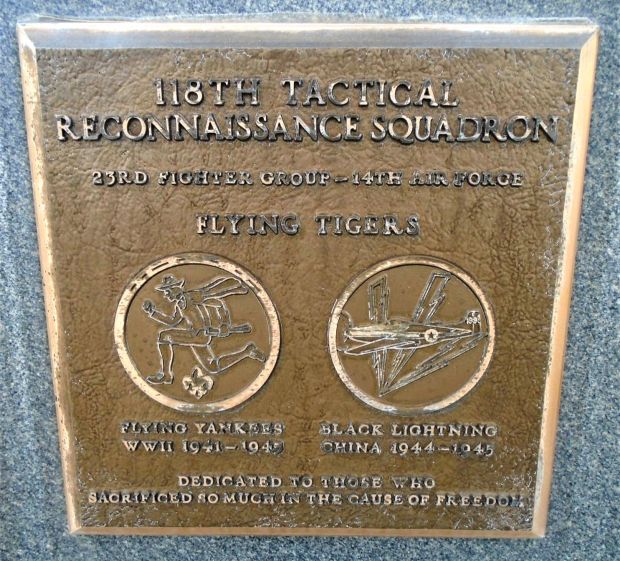 118TH TACTICAL
RECONNAISSANCE SQUADRON
23RD FIGHTER GROUP – 14TH AIR FORCE
FLYING TIGERS
FLYING YANKEES
WWII 1941–1945
BLACK LIGHTNING
CHINA 1944–1945
DEDICATED TO THOSE WHO
SACRIFICED SO MUCH IN THE CAUSE OF FREEDOM